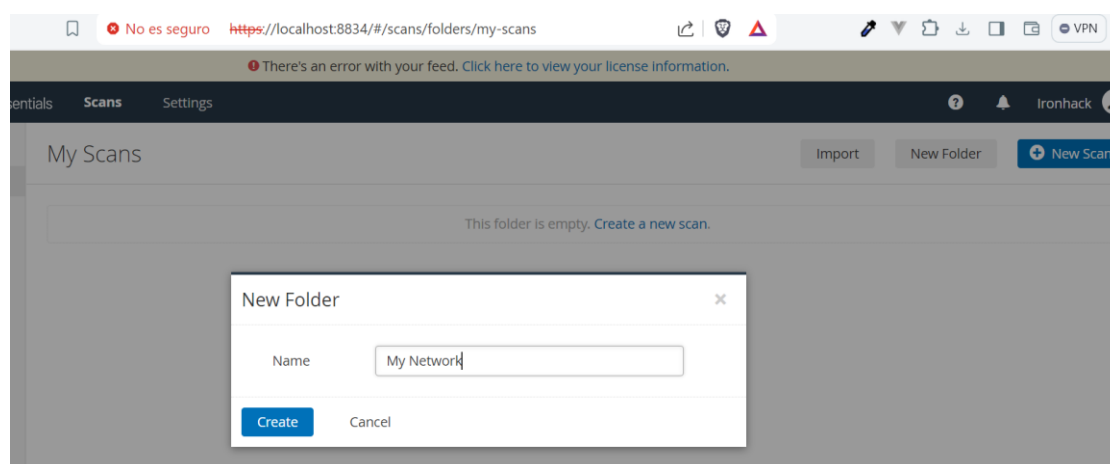 No es seguro https://localhost:8834/#/scans/folders/my-scans VPN
There's an error with your feed. Click here to view your license information.
sentials Scans Settings Ironhack
My Scans Import New Folder New Scan
This folder is empty. Create a new scan.
New Folder
Name My Network
Create Cancel